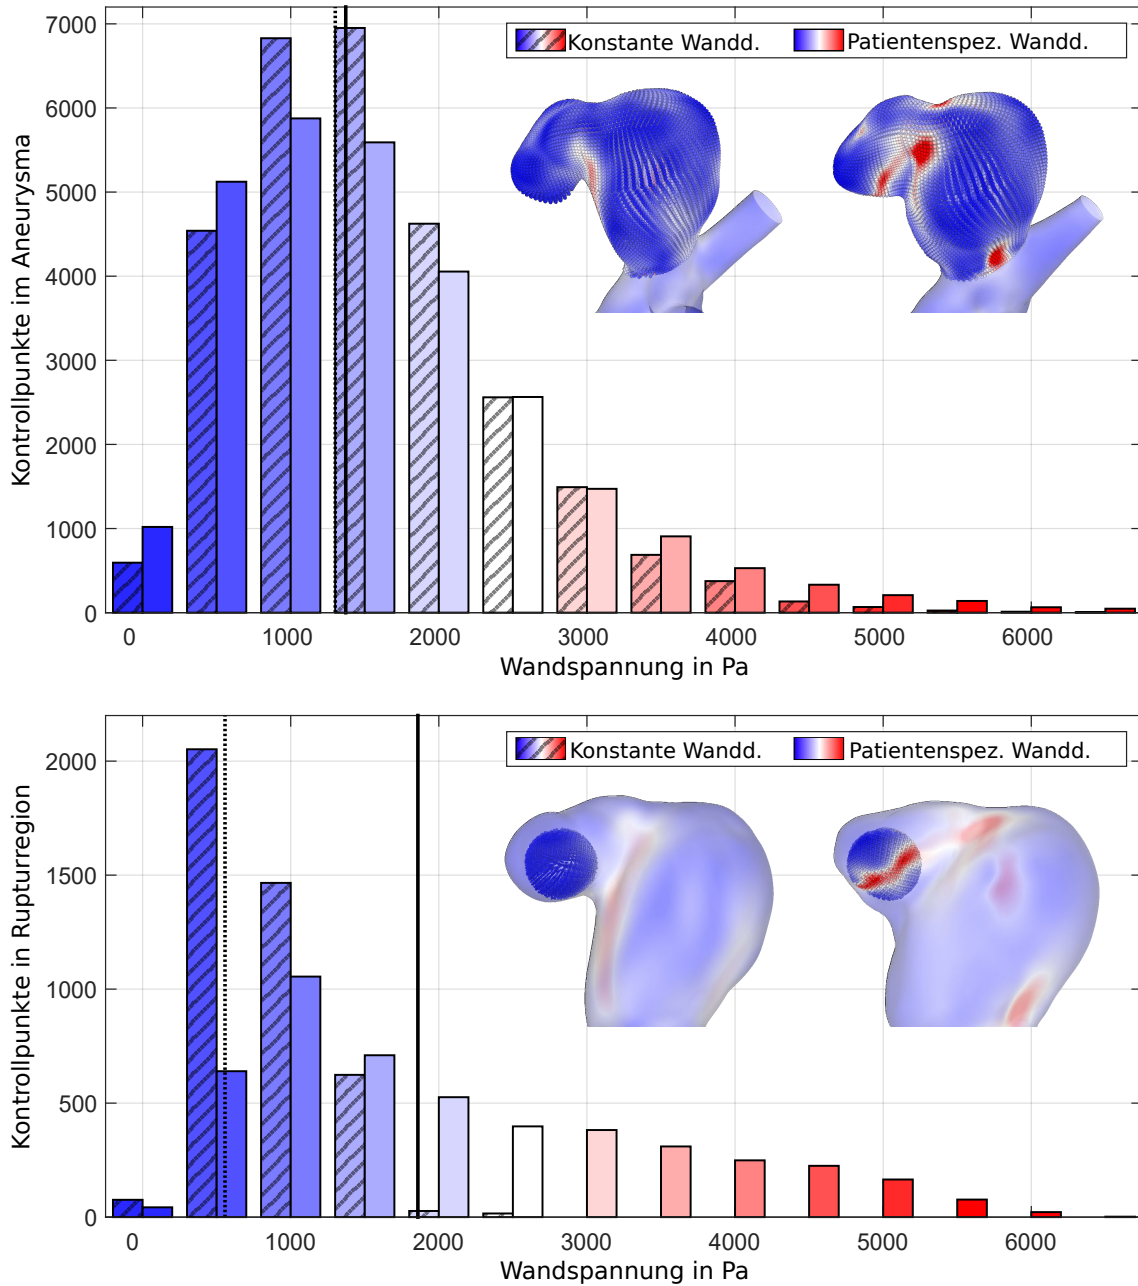 7000
6000
5000
4000
3000
2000
1000
0
Kontrollpunkte im Aneurysma
Konstante Wandd.
Patientenspez. Wandd.
0 1000 2000 3000 4000 5000 6000
Wandspannung in Pa
2000
1500
1000
500
0
Kontrollpunkte in Rupturregion
Konstante Wandd.
Patientenspez. Wandd.
0 1000 2000 3000 4000 5000 6000
Wandspannung in Pa